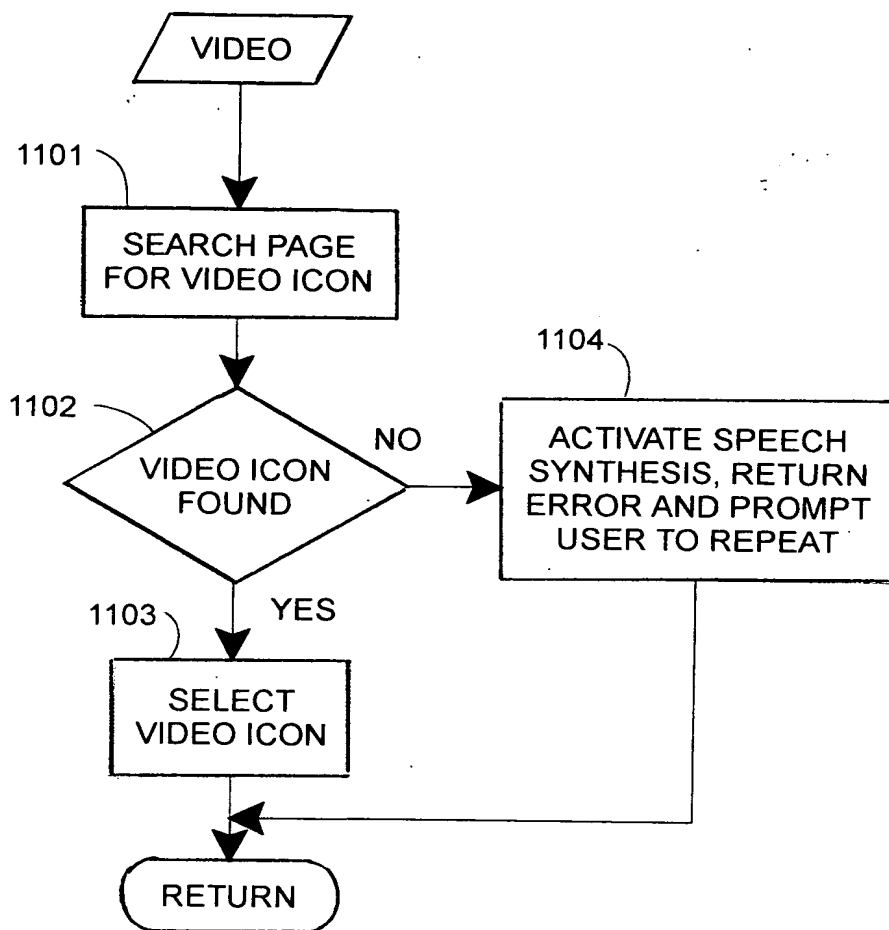 VIDEO
1101
SEARCH PAGE
FOR VIDEO ICON
1102
VIDEO ICON
FOUND
NO
1104
ACTIVATE SPEECH
SYNTHESIS, RETURN
ERROR AND PROMPT
USER TO REPEAT
YES
1103
SELECT
VIDEO ICON
RETURN